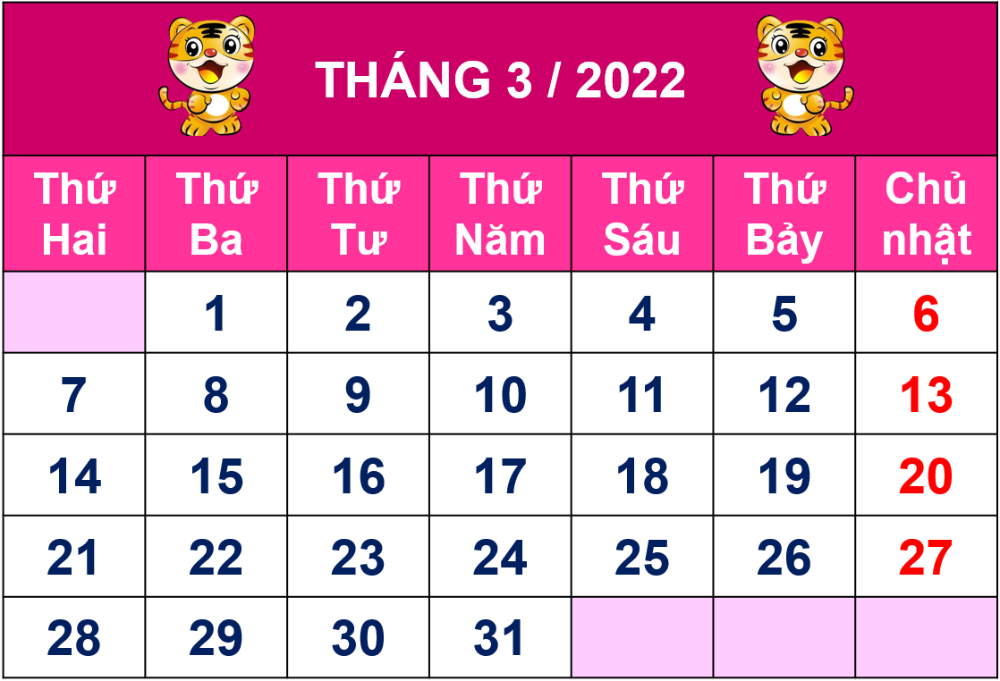 THÁNG 3 / 2022
Thứ Hai Thứ Ba Thứ Tư Thứ Năm Thứ Sáu Thứ Bảy Chủ nhật
1 2 3 4 5 6
7 8 9 10 11 12 13
14 15 16 17 18 19 20
21 22 23 24 25 26 27
28 29 30 31